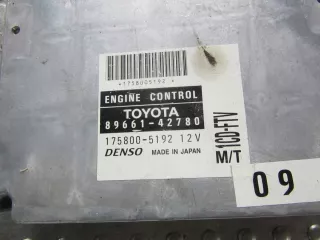 *1758005192*
ENGINE CONTROL
TOYOTA
89661-42780
175800-5192 12V
DENSO MADE IN JAPAN
1CD-FTV
M/T
09